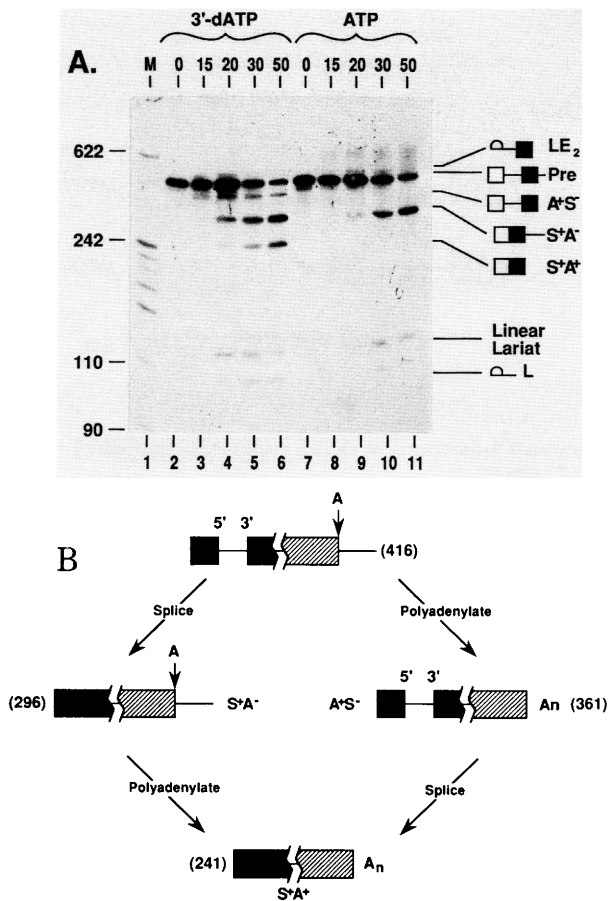 3'-dATP ATP
A. M 0 15 20 30 50 0 15 20 30 50
622
242
110
90
LE₂
Pre
A⁺S⁻
S⁺A⁻
S⁺A⁺
Linear
Lariat
L
1 2 3 4 5 6 7 8 9 10 11
B
A
5' 3'
(416)
Splice
Polyadenylate
A
5' 3'
(296) S⁺A⁻
A⁺S⁻ An (361)
Polyadenylate
Splice
(241) Aₙ
S⁺A⁺